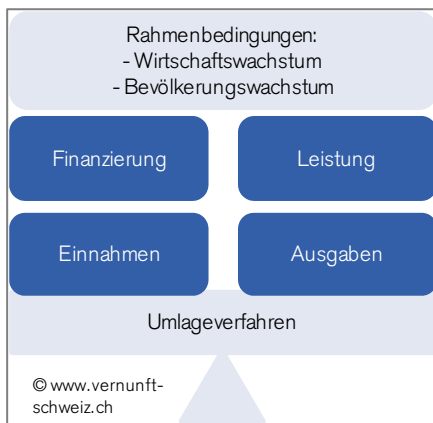 Rahmenbedingungen:
- Wirtschaftswachstum
- Bevölkerungswachstum
Finanzierung
Leistung
Einnahmen
Ausgaben
Umlageverfahren
© www.vernunft-
schweiz.ch